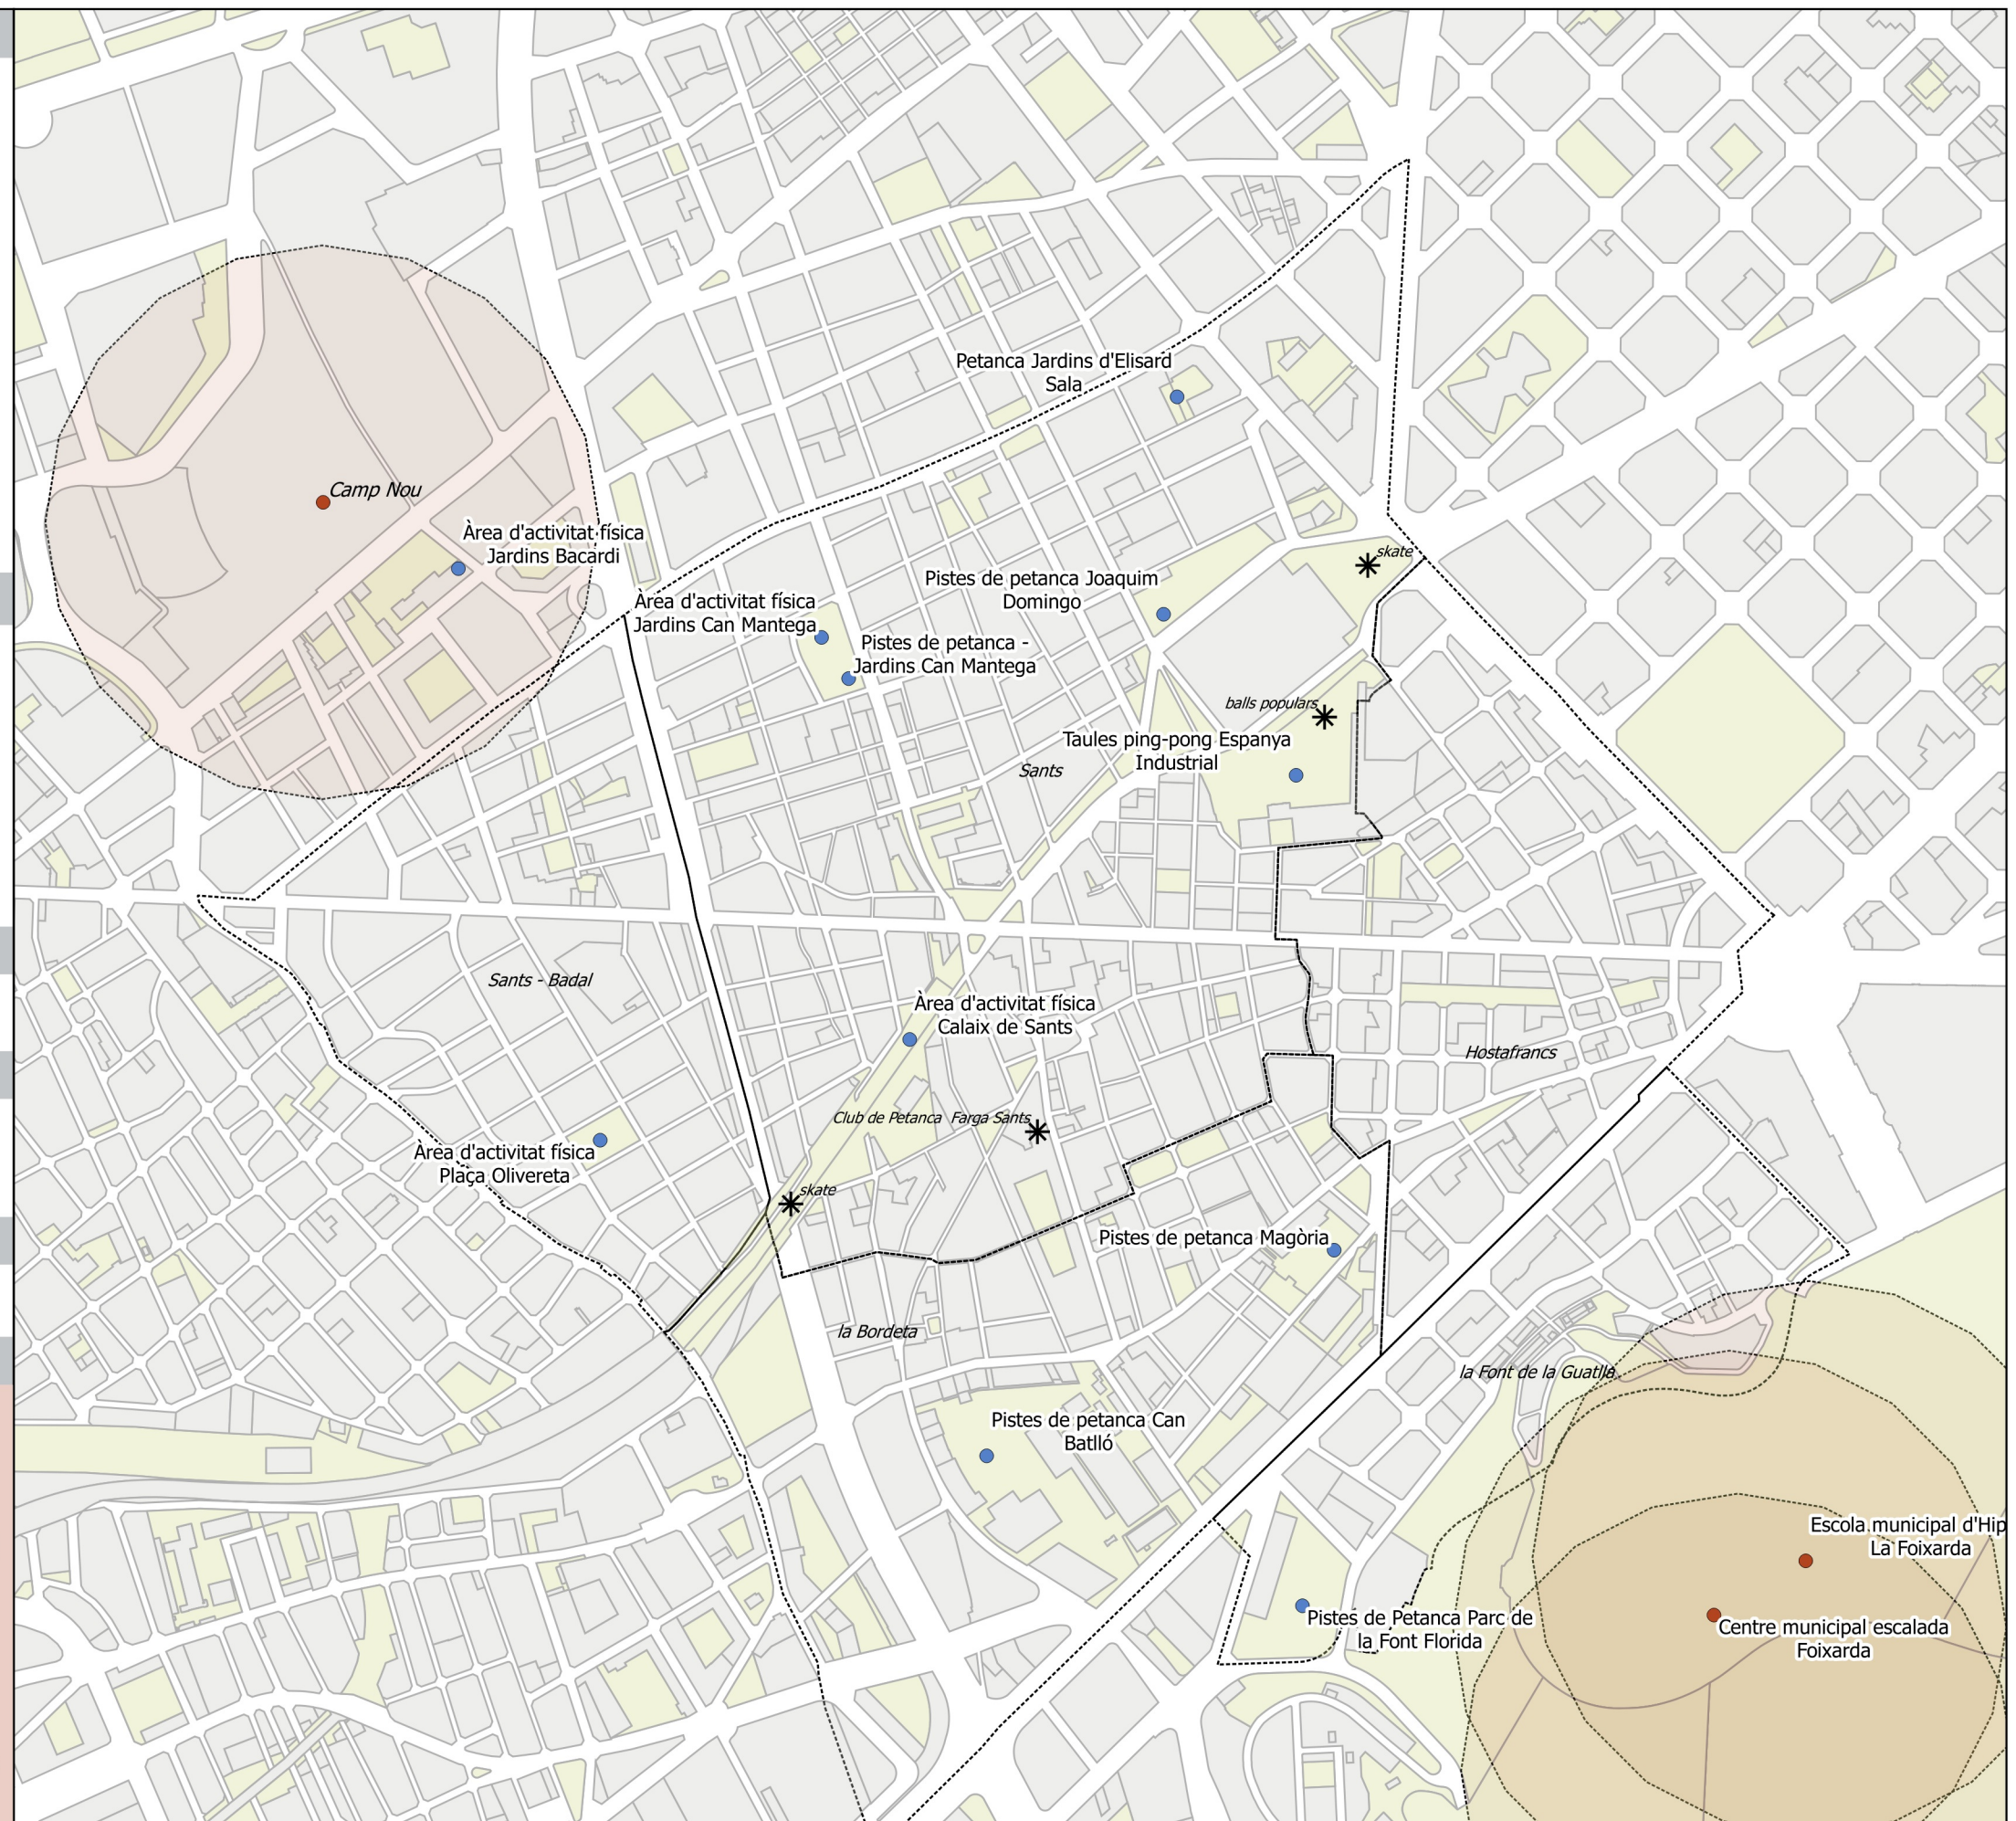 Petanca Jardins d'Elisard
Sala
Camp Nou
Àrea d'activitat física
Jardins Bacardi
skate
Pistes de petanca Joaquim
Domingo
Àrea d'activitat física
Jardins Can Mantega
Pistes de petanca -
Jardins Can Mantega
balls populars
Taules ping-pong Espanya
Industrial
Sants
Sants - Badal
Àrea d'activitat física
Calaix de Sants
Hostafrancs
Club de Petanca Farga Sants
Àrea d'activitat física
Plaça Olivereta
skate
Pistes de petanca Magòria
la Bordeta
la Font de la Guatlla
Pistes de petanca Can
Batlló
Escola municipal d'Hip
La Foixarda
Pistes de Petanca Parc de
la Font Florida
Centre municipal escalada
Foixarda